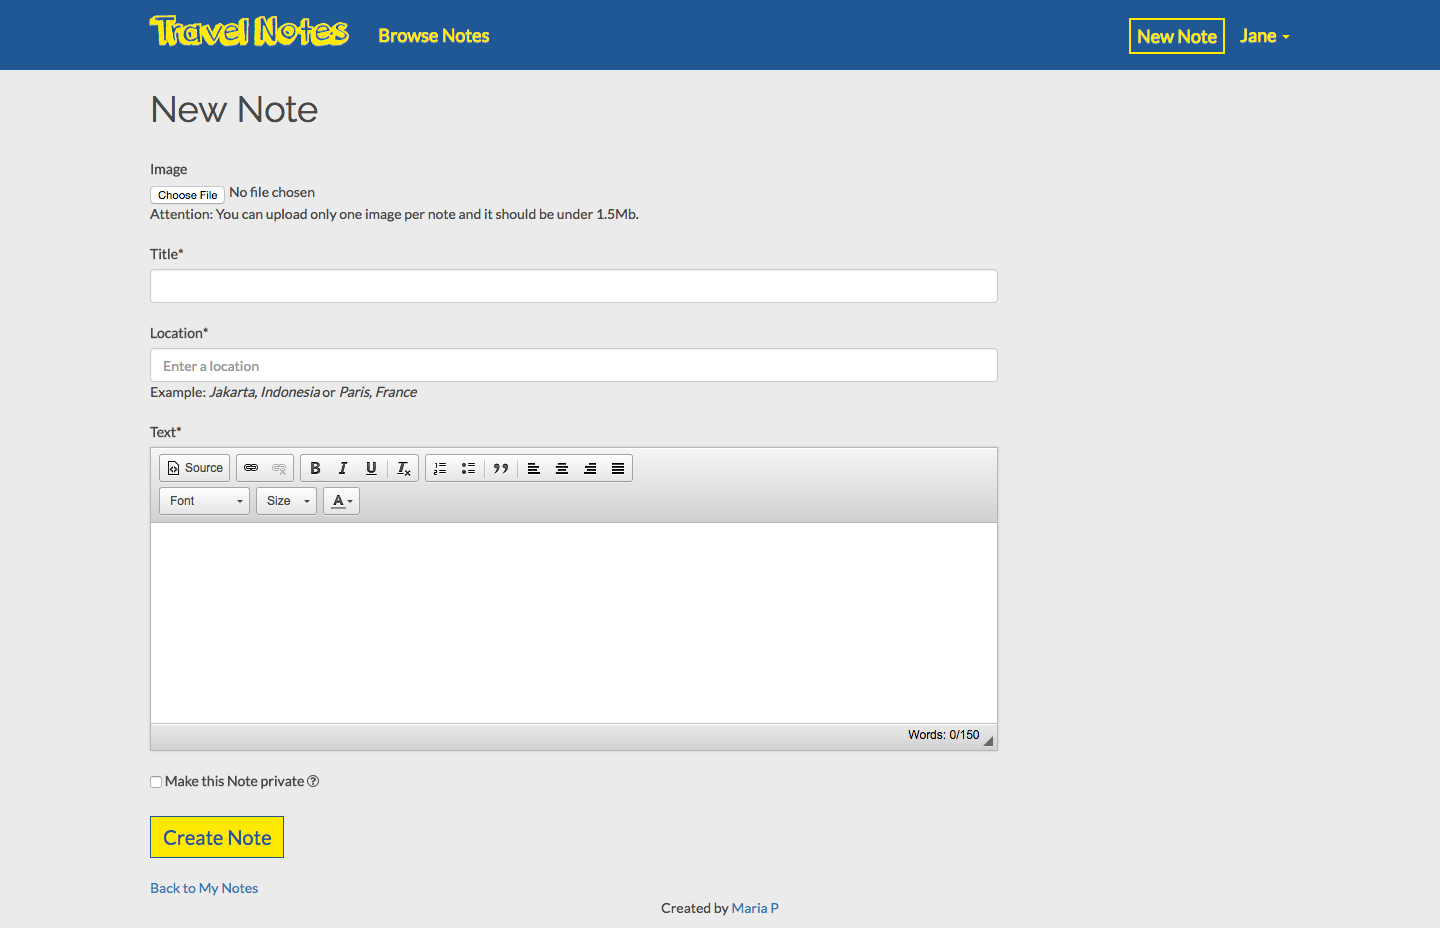 Travel Notes Browse Notes New Note Jane
New Note
Image
Choose File No file chosen
Attention: You can upload only one image per note and it should be under 1.5Mb.
Title*
Location*
Enter a location
Example: Jakarta, Indonesia or Paris, France
Text*
Source B I U Tx
Font Size A
Words: 0/150
Make this Note private ?
Create Note
Back to My Notes
Created by Maria P